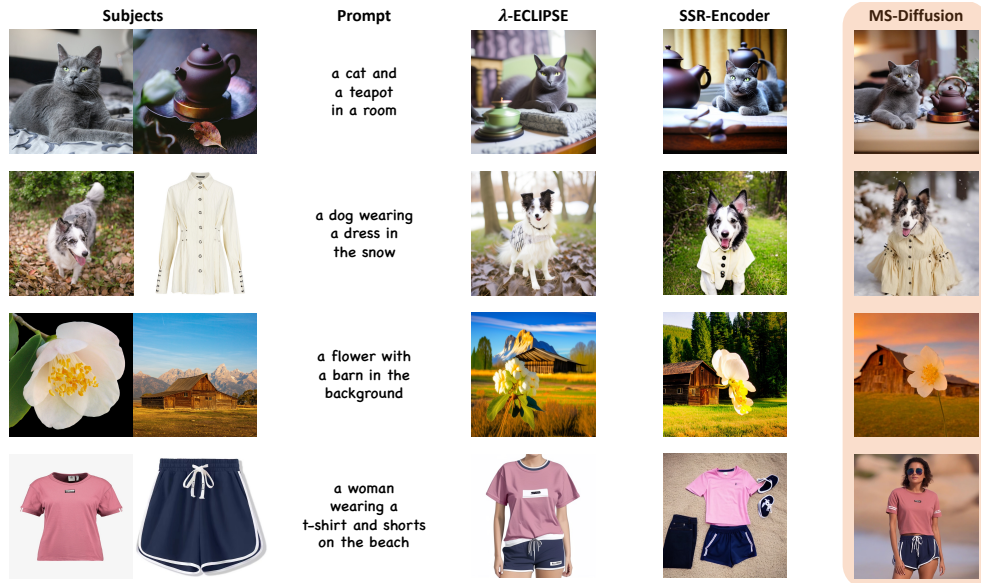 Subjects
Prompt
λ-ECLIPSE
SSR-Encoder
MS-Diffusion
a cat and
a teapot
in a room
a dog wearing
a dress in
the snow
a flower with
a barn in the
background
a woman
wearing a
t-shirt and shorts
on the beach